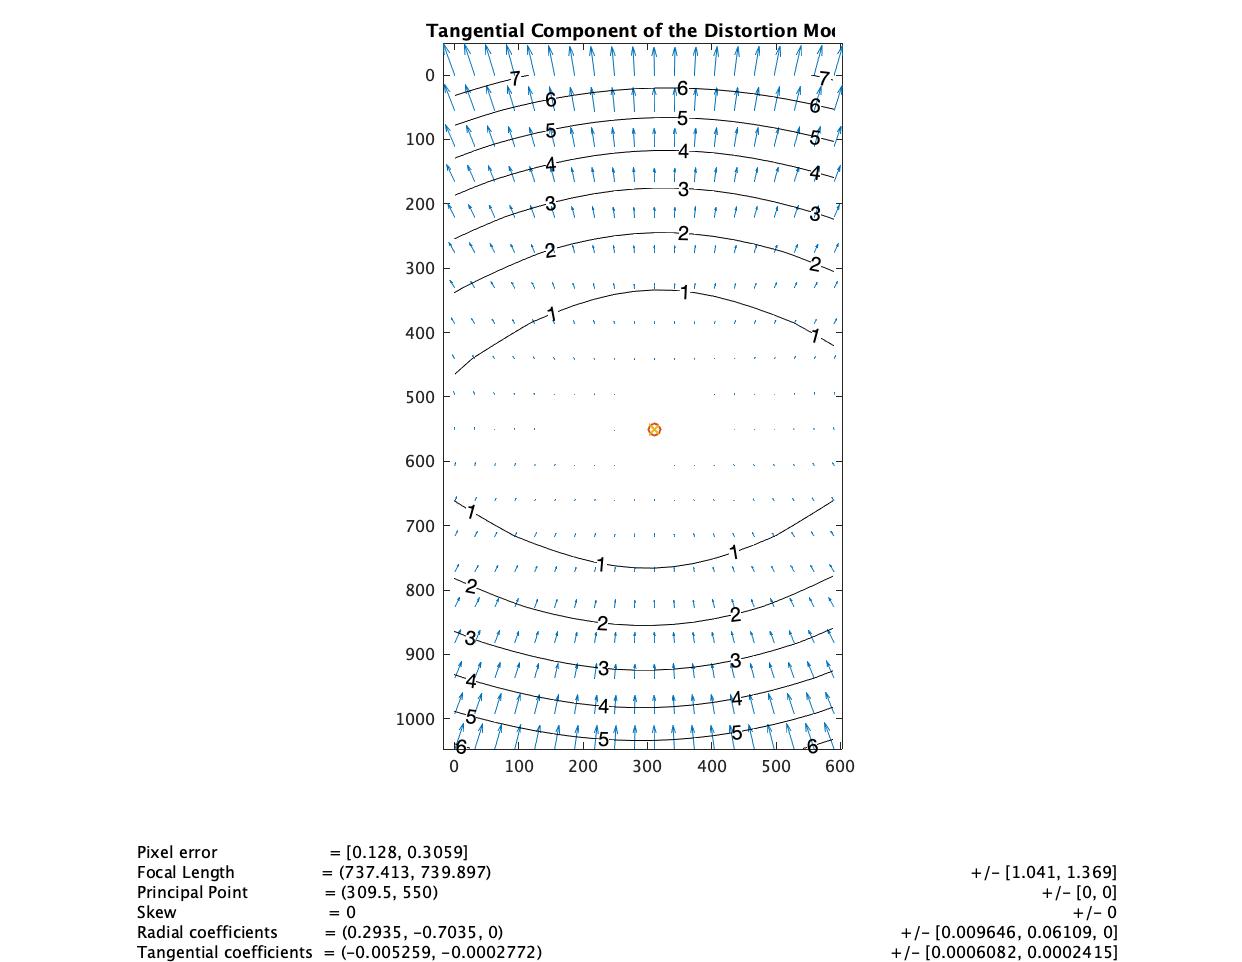 Tangential Component of the Distortion Mo
7 7
0
6 6 6
5 5 5
100
4 4 4
3 3 3
200
2 2 2
300
1 1 1
400
500
600
1 1 1
700
800
2 2 2
3 3 3
900
4 4 4
5 5 5
1000
6 6
0 100 200 300 400 500 600
Pixel error = [0.128, 0.3059]
Focal Length = (737.413, 739.897) +/- [1.041, 1.369]
Principal Point = (309.5, 550) +/- [0, 0]
Skew = 0 +/- 0
Radial coefficients = (0.2935, -0.7035, 0) +/- [0.009646, 0.06109, 0]
Tangential coefficients = (-0.005259, -0.0002772) +/- [0.0006082, 0.0002415]